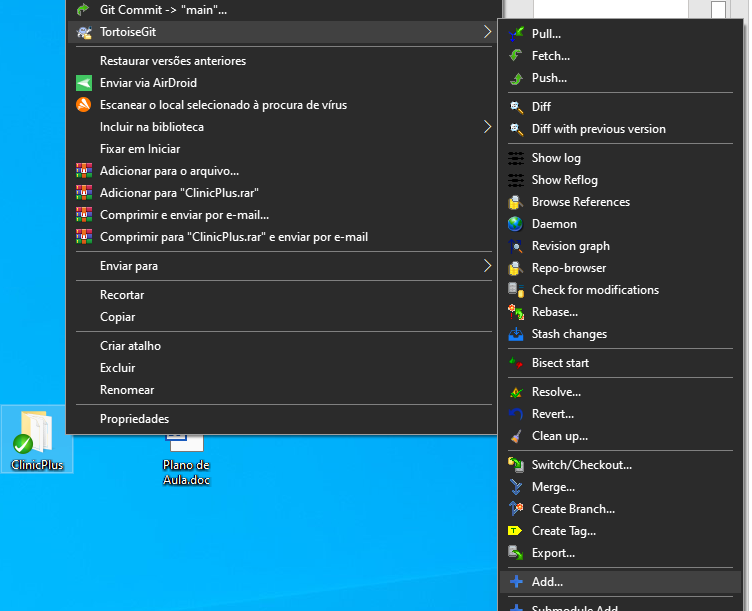 Git Commit -> "main"...
TortoiseGit
Restaurar versões anteriores
Enviar via AirDroid
Escanear o local selecionado à procura de vírus
Incluir na biblioteca
Fixar em Iniciar
Adicionar para o arquivo...
Adicionar para "ClinicPlus.rar"
Comprimir e enviar por e-mail...
Comprimir para "ClinicPlus.rar" e enviar por e-mail
Enviar para
Recortar
Copiar
Criar atalho
Excluir
Renomear
Propriedades
ClinicPlus
Plano de
Aula.doc
Pull...
Fetch...
Push...
Diff
Diff with previous version
Show log
Show Reflog
Browse References
Daemon
Revision graph
Repo-browser
Check for modifications
Rebase...
Stash changes
Bisect start
Resolve...
Revert...
Clean up...
Switch/Checkout...
Merge...
Create Branch...
Create Tag...
Export...
Add...
Submodule Add